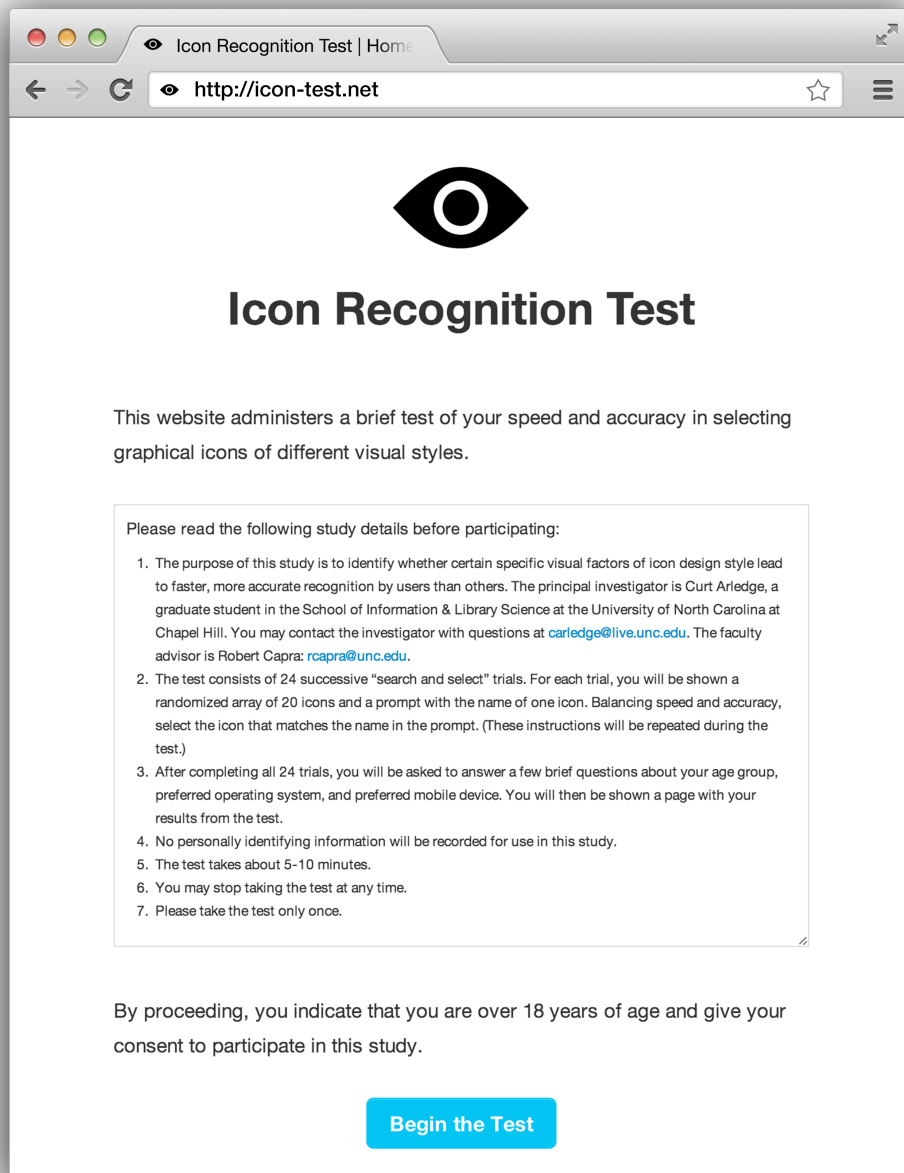 Icon Recognition Test | Home
http://icon-test.net
Icon Recognition Test
This website administers a brief test of your speed and accuracy in selecting
graphical icons of different visual styles.
Please read the following study details before participating:
1. The purpose of this study is to identify whether certain specific visual factors of icon design style lead
to faster, more accurate recognition by users than others. The principal investigator is Curt Arledge, a
graduate student in the School of Information & Library Science at the University of North Carolina at
Chapel Hill. You may contact the investigator with questions at carledge@live.unc.edu. The faculty
advisor is Robert Capra: rcapra@unc.edu.
2. The test consists of 24 successive “search and select” trials. For each trial, you will be shown a
randomized array of 20 icons and a prompt with the name of one icon. Balancing speed and accuracy,
select the icon that matches the name in the prompt. (These instructions will be repeated during the
test.)
3. After completing all 24 trials, you will be asked to answer a few brief questions about your age group,
preferred operating system, and preferred mobile device. You will then be shown a page with your
results from the test.
4. No personally identifying information will be recorded for use in this study.
5. The test takes about 5-10 minutes.
6. You may stop taking the test at any time.
7. Please take the test only once.
By proceeding, you indicate that you are over 18 years of age and give your
consent to participate in this study.
Begin the Test